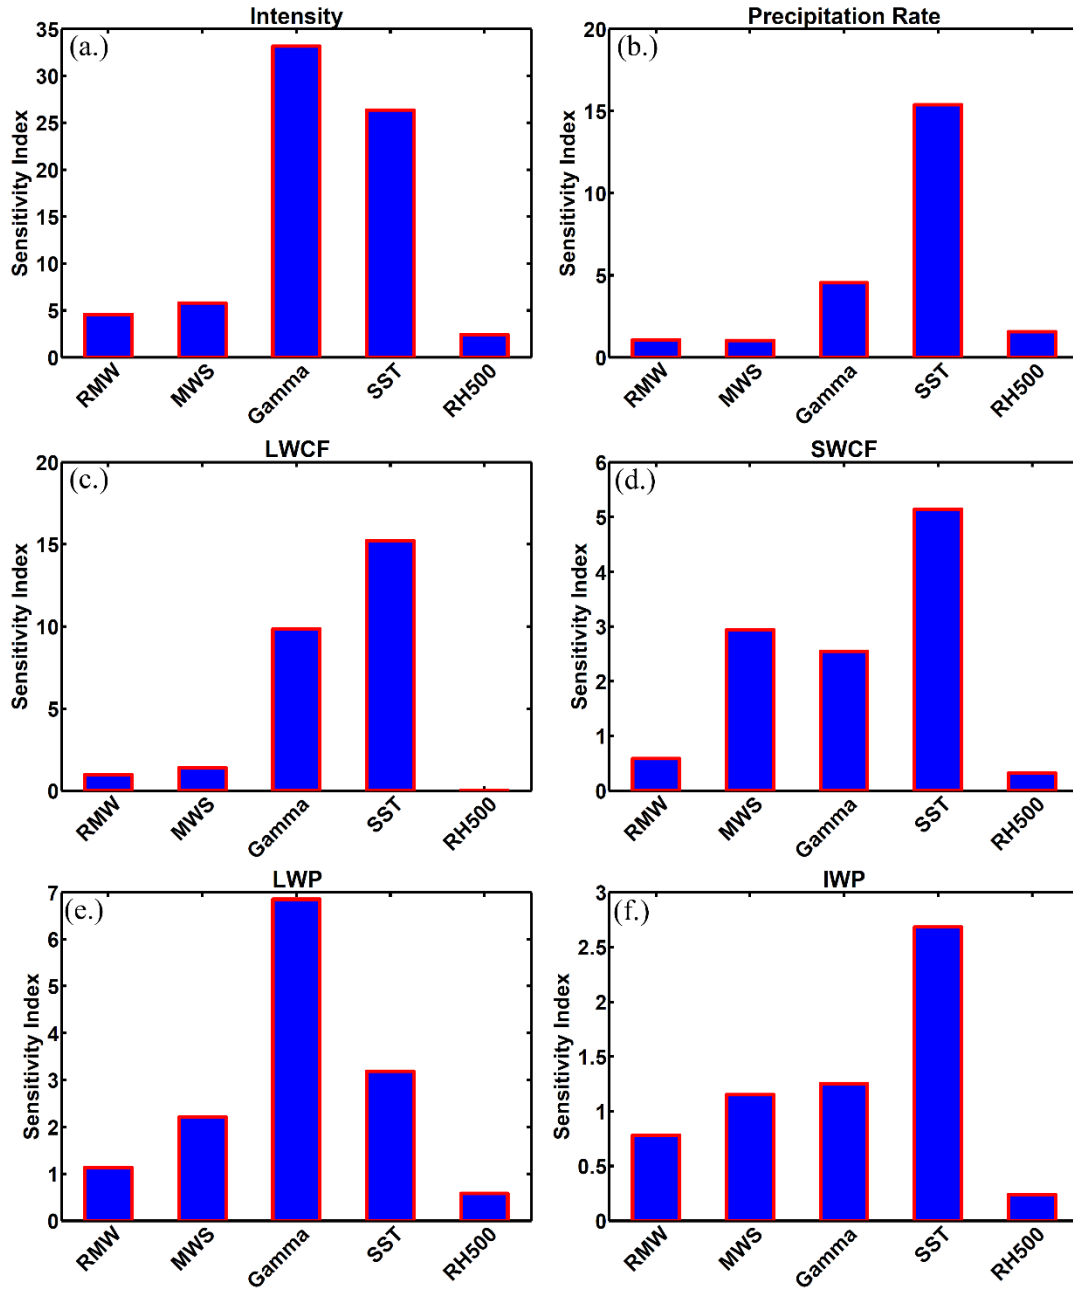 Intensity
(a.)
Sensitivity Index
35
30
25
20
15
10
5
0
RMW
MWS
Gamma
SST
RH500
Precipitation Rate
(b.)
Sensitivity Index
20
15
10
5
0
RMW
MWS
Gamma
SST
RH500
LWCF
(c.)
Sensitivity Index
20
15
10
5
0
RMW
MWS
Gamma
SST
RH500
SWCF
(d.)
Sensitivity Index
6
5
4
3
2
1
0
RMW
MWS
Gamma
SST
RH500
LWP
(e.)
Sensitivity Index
7
6
5
4
3
2
1
0
RMW
MWS
Gamma
SST
RH500
IWP
(f.)
Sensitivity Index
3
2.5
2
1.5
1
0.5
0
RMW
MWS
Gamma
SST
RH500